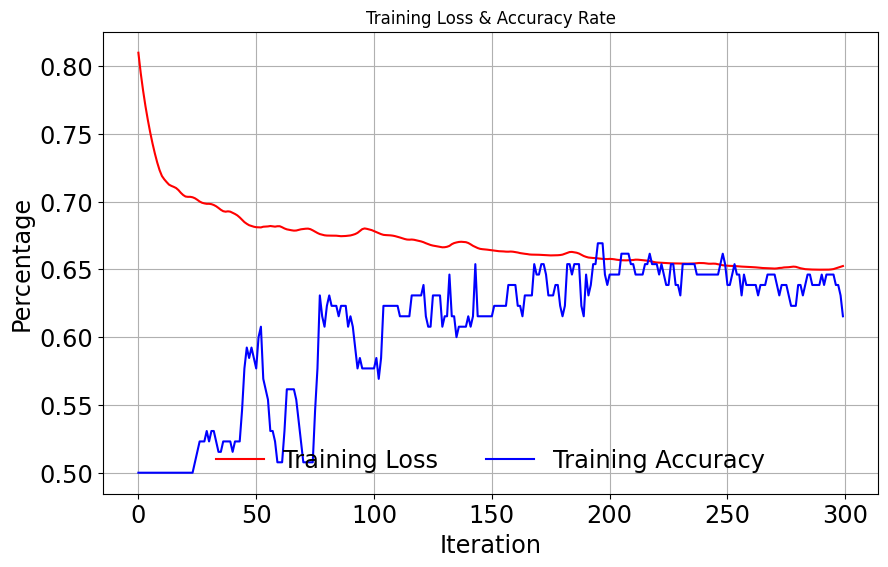 Training Loss & Accuracy Rate
Percentage
0.80
0.75
0.70
0.65
0.60
0.55
0.50
Training Loss
Training Accuracy
0
50
100
150
200
250
300
Iteration